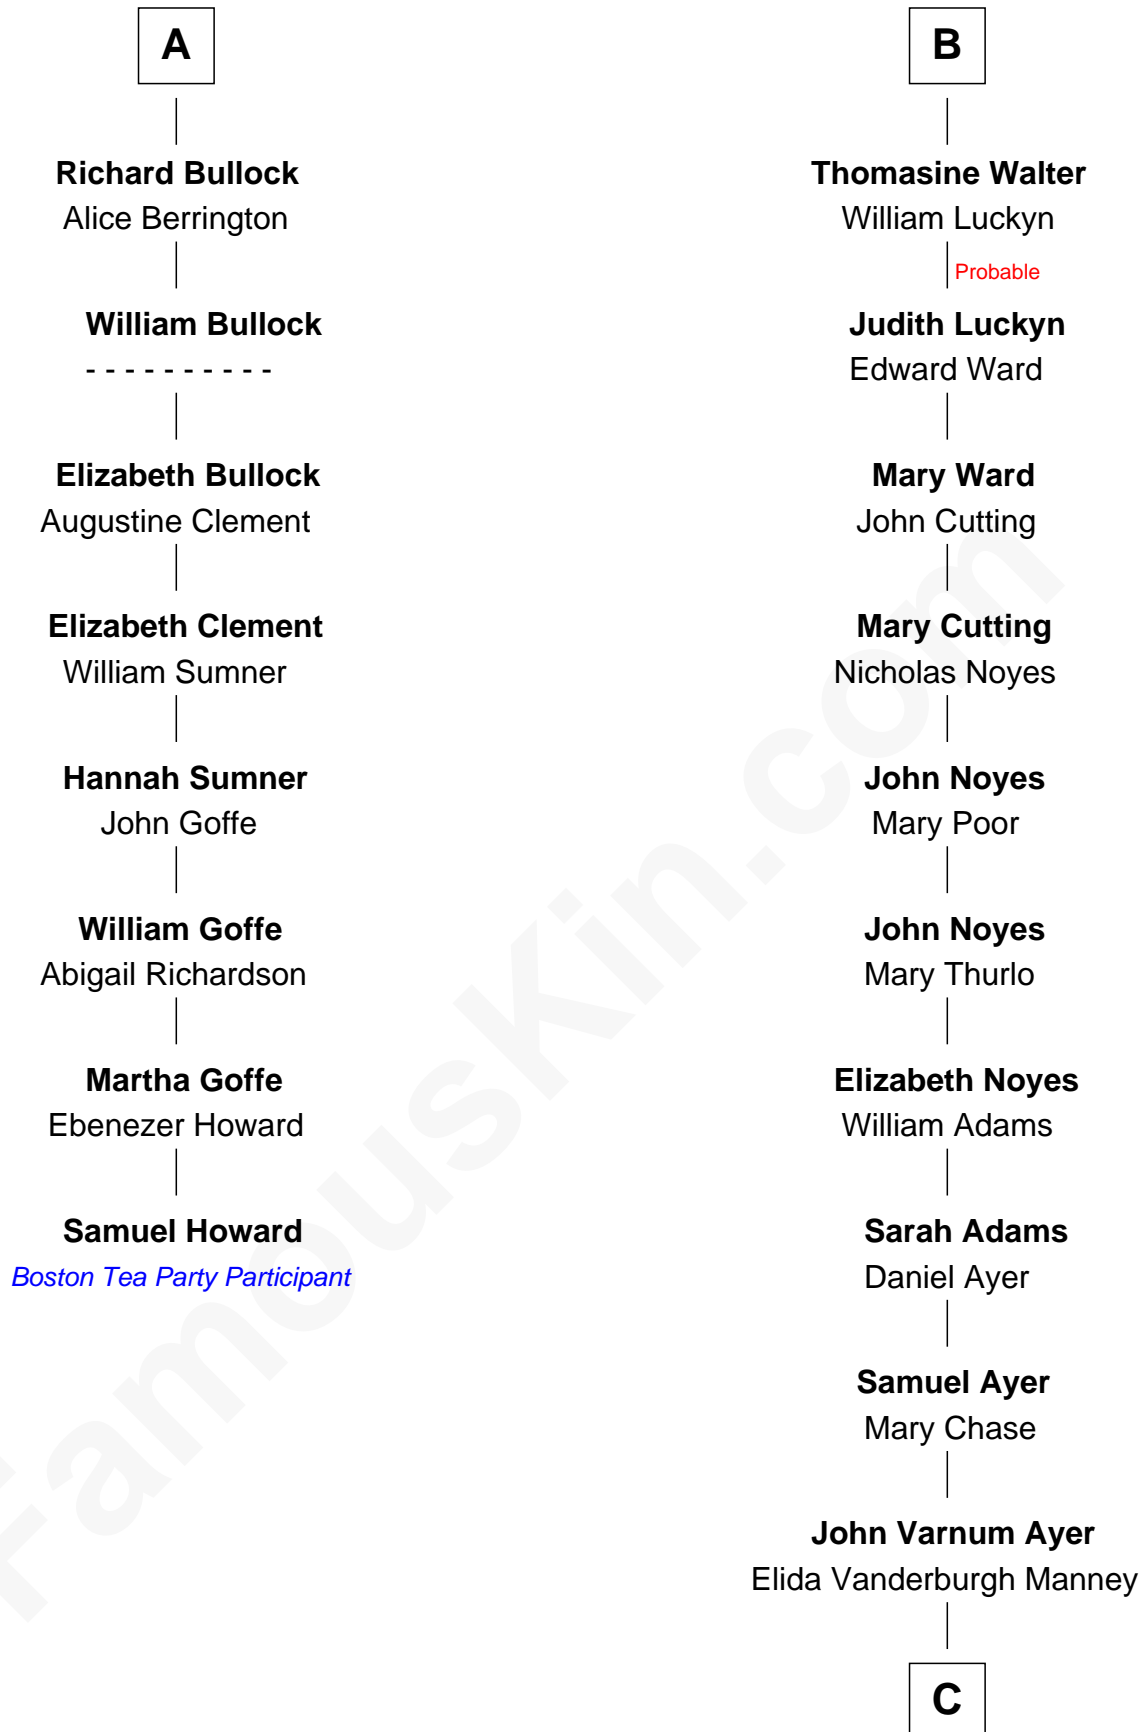 A
Richard Bullock
Alice Berrington
William Bullock
- - - - - - - - - -
Elizabeth Bullock
Augustine Clement
Elizabeth Clement
William Sumner
Hannah Sumner
John Goffe
William Goffe
Abigail Richardson
Martha Goffe
Ebenezer Howard
Samuel Howard
Boston Tea Party Participant
B
Thomasine Walter
William Luckyn
Probable
Judith Luckyn
Edward Ward
Mary Ward
John Cutting
Mary Cutting
Nicholas Noyes
John Noyes
Mary Poor
John Noyes
Mary Thurlo
Elizabeth Noyes
William Adams
Sarah Adams
Daniel Ayer
Samuel Ayer
Mary Chase
John Varnum Ayer
Elida Vanderburgh Manney
C
FamousKin.com